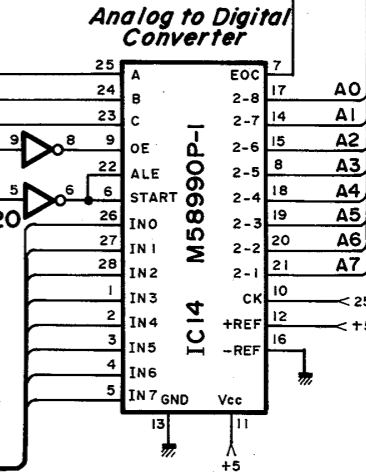 Analog to Digital
Converter
25 A EOC 7
24 B 2-8 17 A0
23 C 2-7 14 A1
9 8 9 OE 2-6 15 A2
22 ALE 2-5 8 A3
5 6 6 START 2-4 18 A4
20
26 IN0 2-3 19 A5
27 IN1 2-2 20 A6
28 IN2 2-1 21 A7
1 IN3 CK 10
2 IN4 +REF 12
3 IN5 -REF 16
4 IN6
5 IN7 GND Vcc
13 11
+5
IC14 M58990P-1